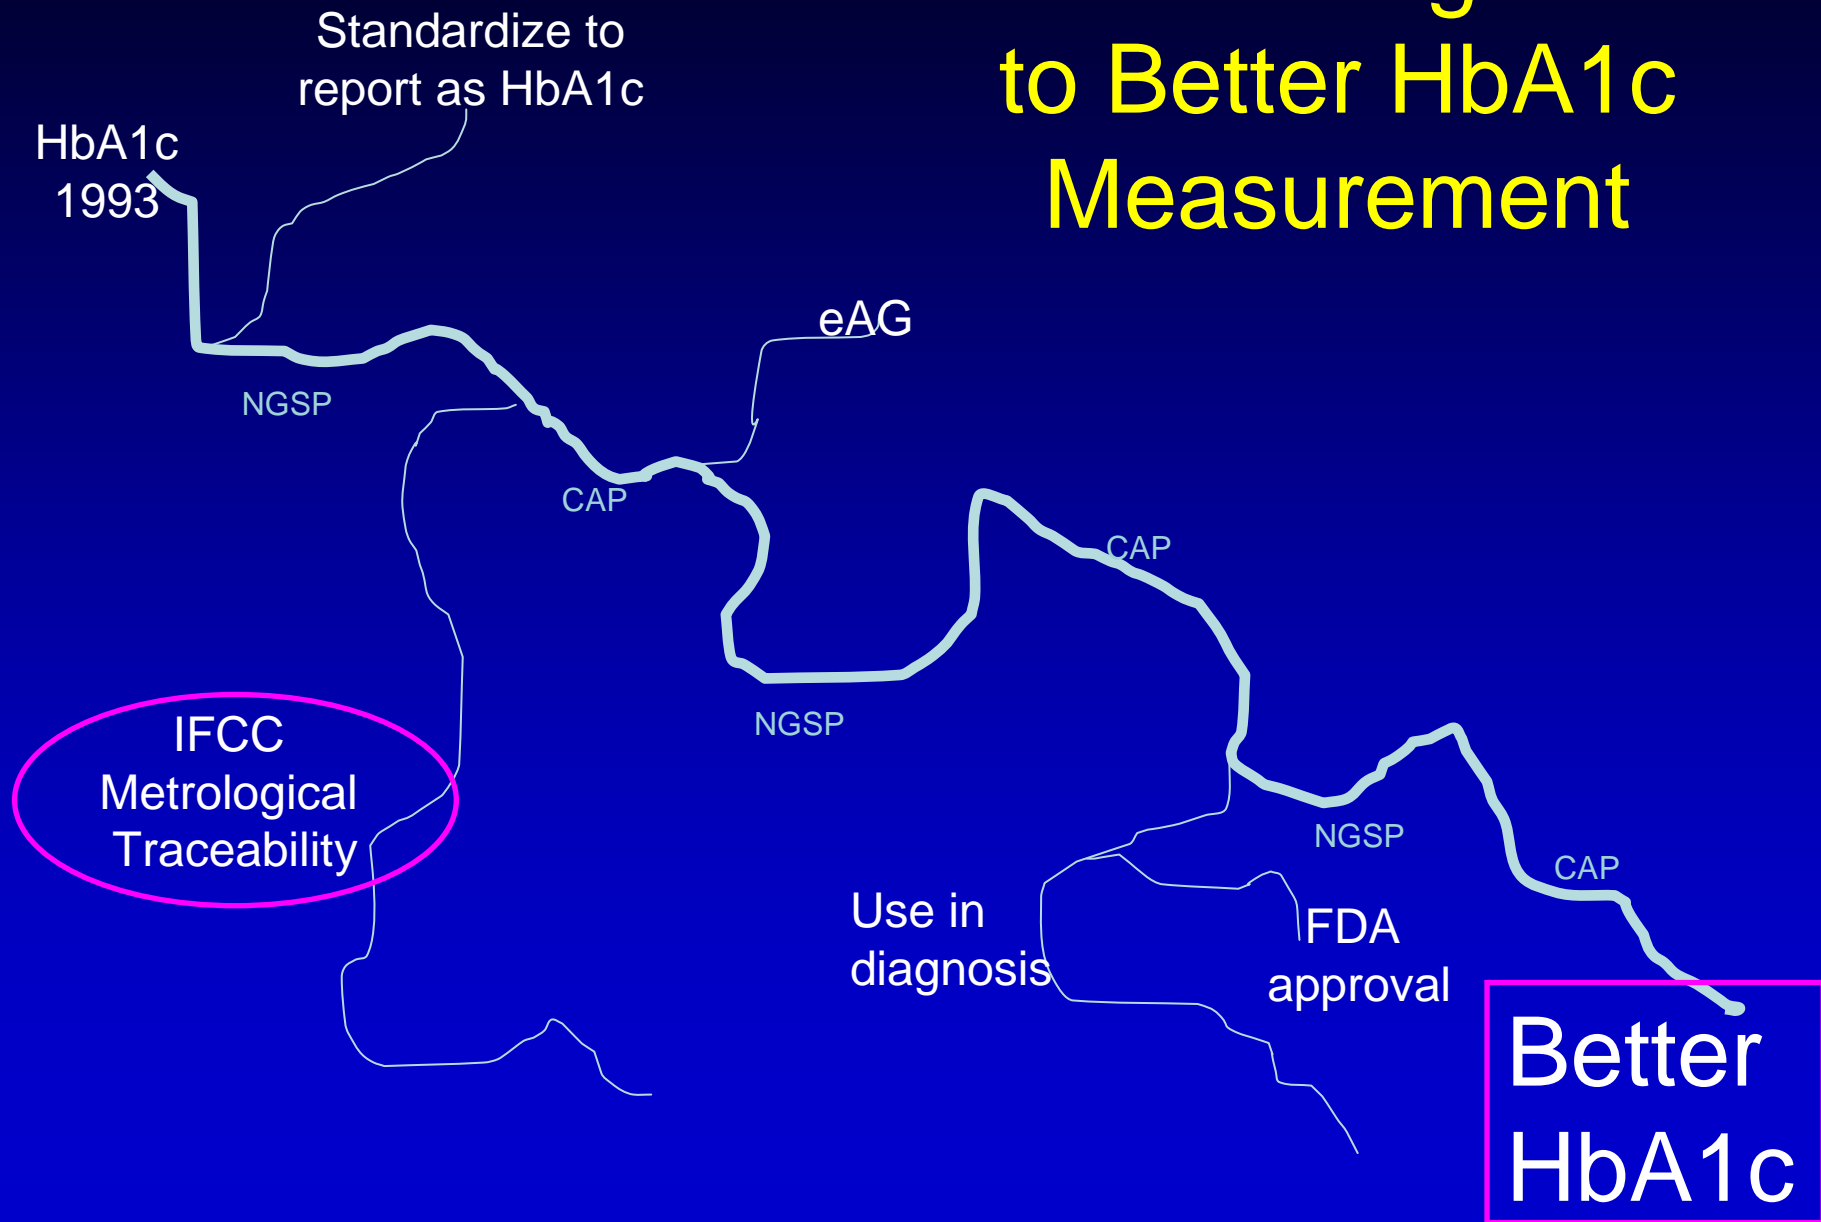 to Better HbA1c
Measurement
Standardize to
report as HbA1c
HbA1c
1993
eAG
NGSP
CAP
CAP
IFCC
Metrological
Traceability
NGSP
NGSP
CAP
Use in
diagnosis
FDA
approval
Better
HbA1c